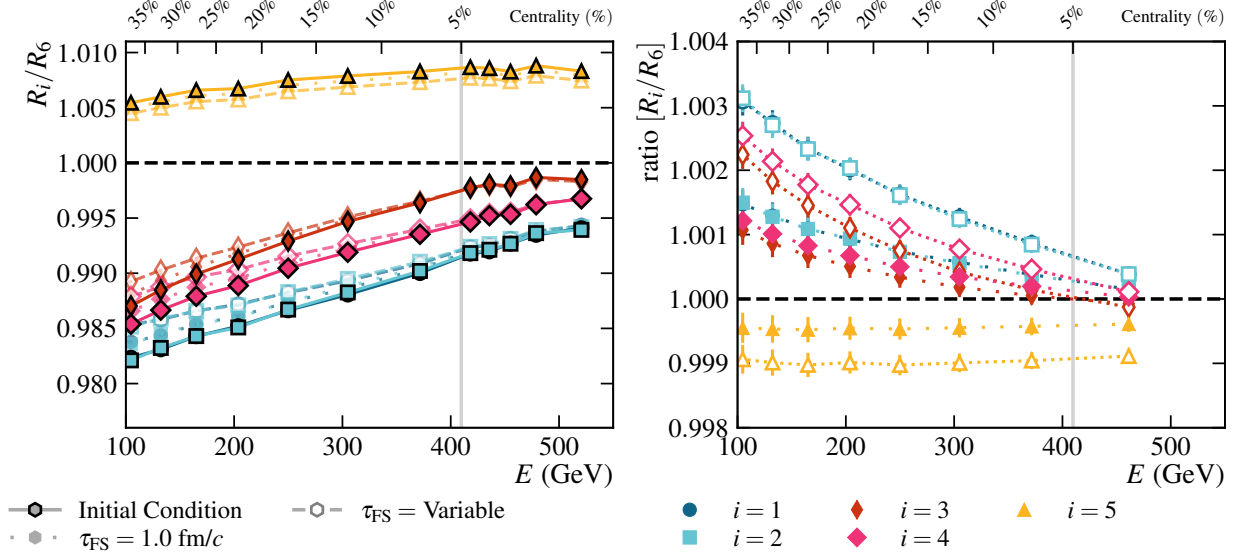 35% 30% 25% 20% 15% 10% 5% Centrality (%)
R_i/R_6
1.010
1.005
1.000
0.995
0.990
0.985
0.980
100 200 300 400 500
E (GeV)
35% 30% 25% 20% 15% 10% 5% Centrality (%)
ratio [R_i/R_6]
1.004
1.003
1.002
1.001
1.000
0.999
0.998
100 200 300 400 500
E (GeV)
Initial Condition
τ_FS = Variable
τ_FS = 1.0 fm/c
i = 1
i = 3
i = 5
i = 2
i = 4